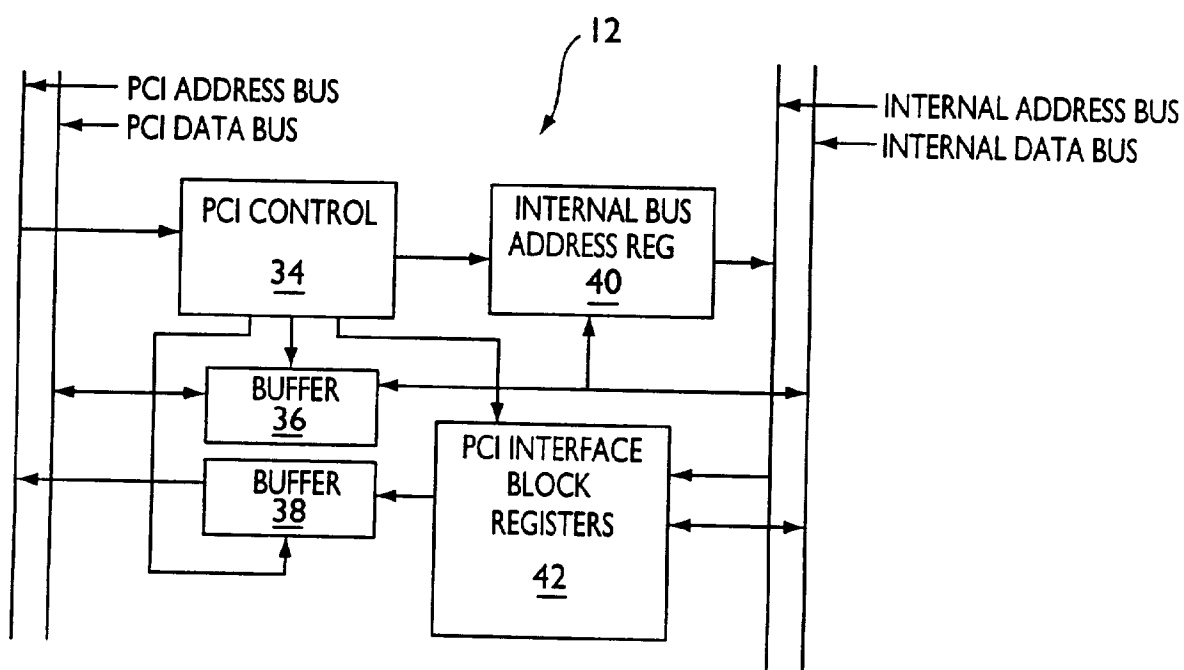 12
PCI ADDRESS BUS
PCI DATA BUS
INTERNAL ADDRESS BUS
INTERNAL DATA BUS
PCI CONTROL
34
INTERNAL BUS
ADDRESS REG
40
BUFFER
36
BUFFER
38
PCI INTERFACE
BLOCK
REGISTERS
42